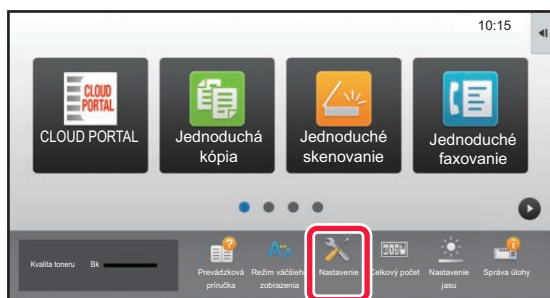 10:15
CLOUD
PORTAL
CLOUD PORTAL
Jednoduchá
kópia
Jednoduché
skenovanie
Jednoduché
faxovanie
Kvalita toneru Bk
Prevádzková
príručka
Režim väčšieho
zobrazenia
Nastavenie
Celkový počet
Nastavenie
jasu
Správa úlohy